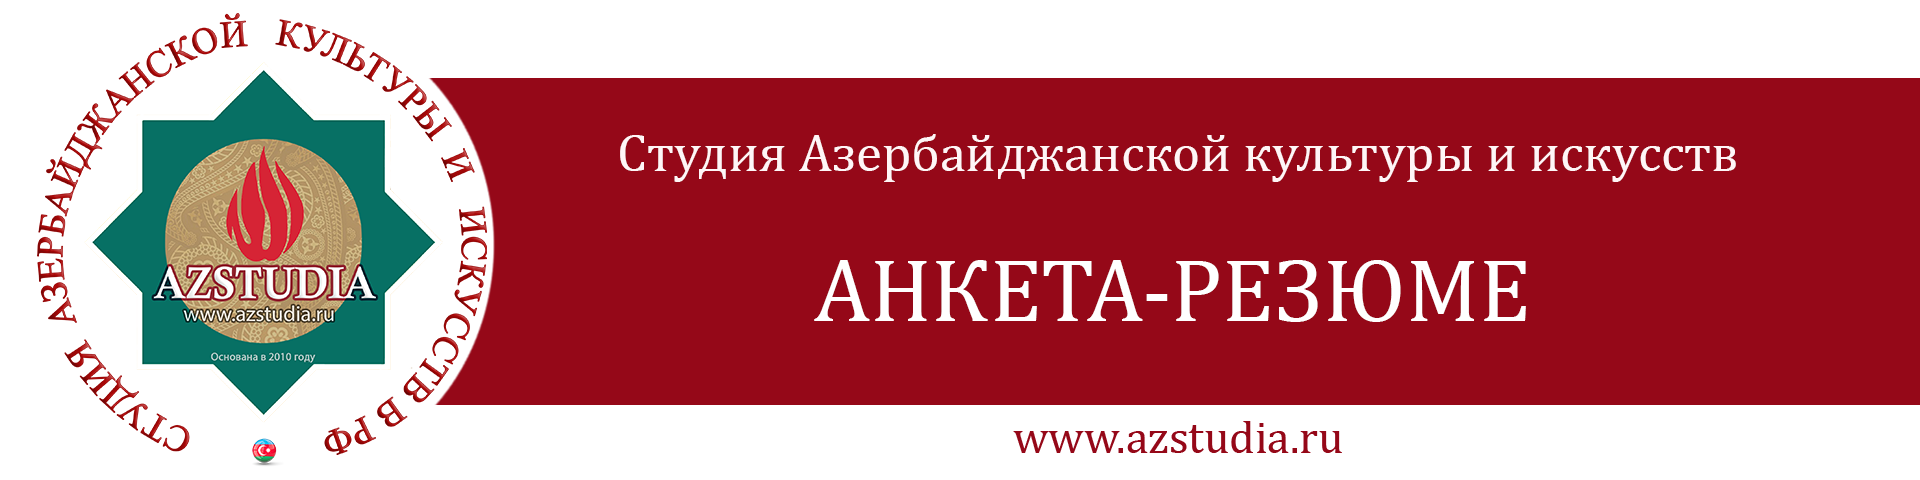 СТУДИЯ АЗЕРБАЙДЖАНСКОЙ КУЛЬТУРЫ И ИСКУССТВ В РФ
AZSTUDIA
www.azstudia.ru
Основана в 2010 году
Студия Азербайджанской культуры и искусств
АНКЕТА-РЕЗЮМЕ
www.azstudia.ru